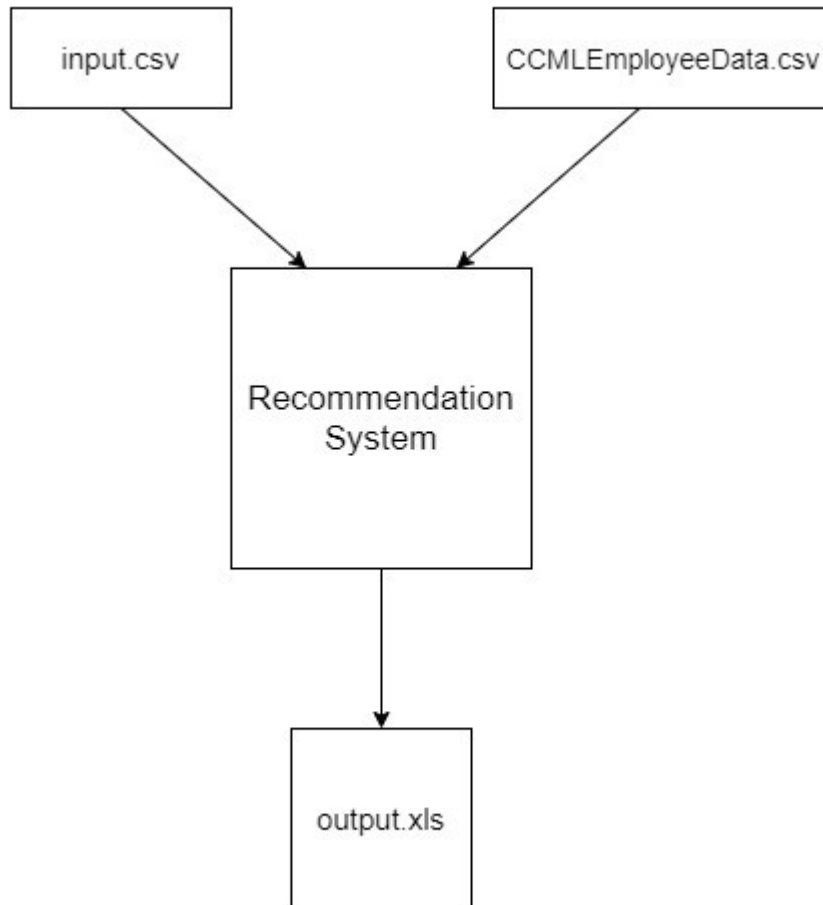 input.csv
CCMLEmployeeData.csv
Recommendation
System
output.xls